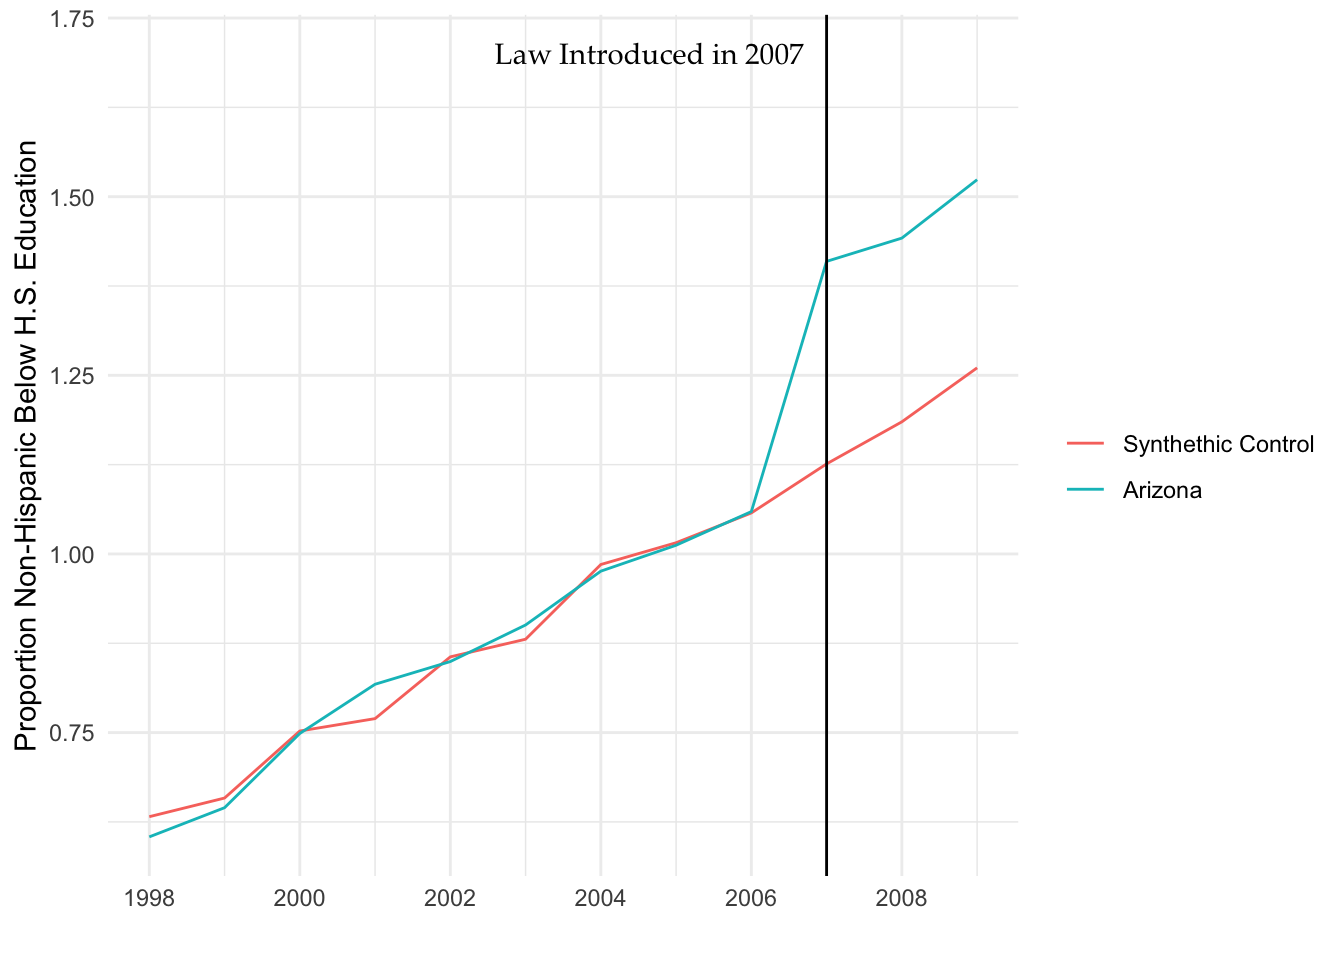 1.75
Law Introduced in 2007
1.50
1.25
1.00
0.75
Proportion Non-Hispanic Below H.S. Education
1998 2000 2002 2004 2006 2008
Synthethic Control
Arizona